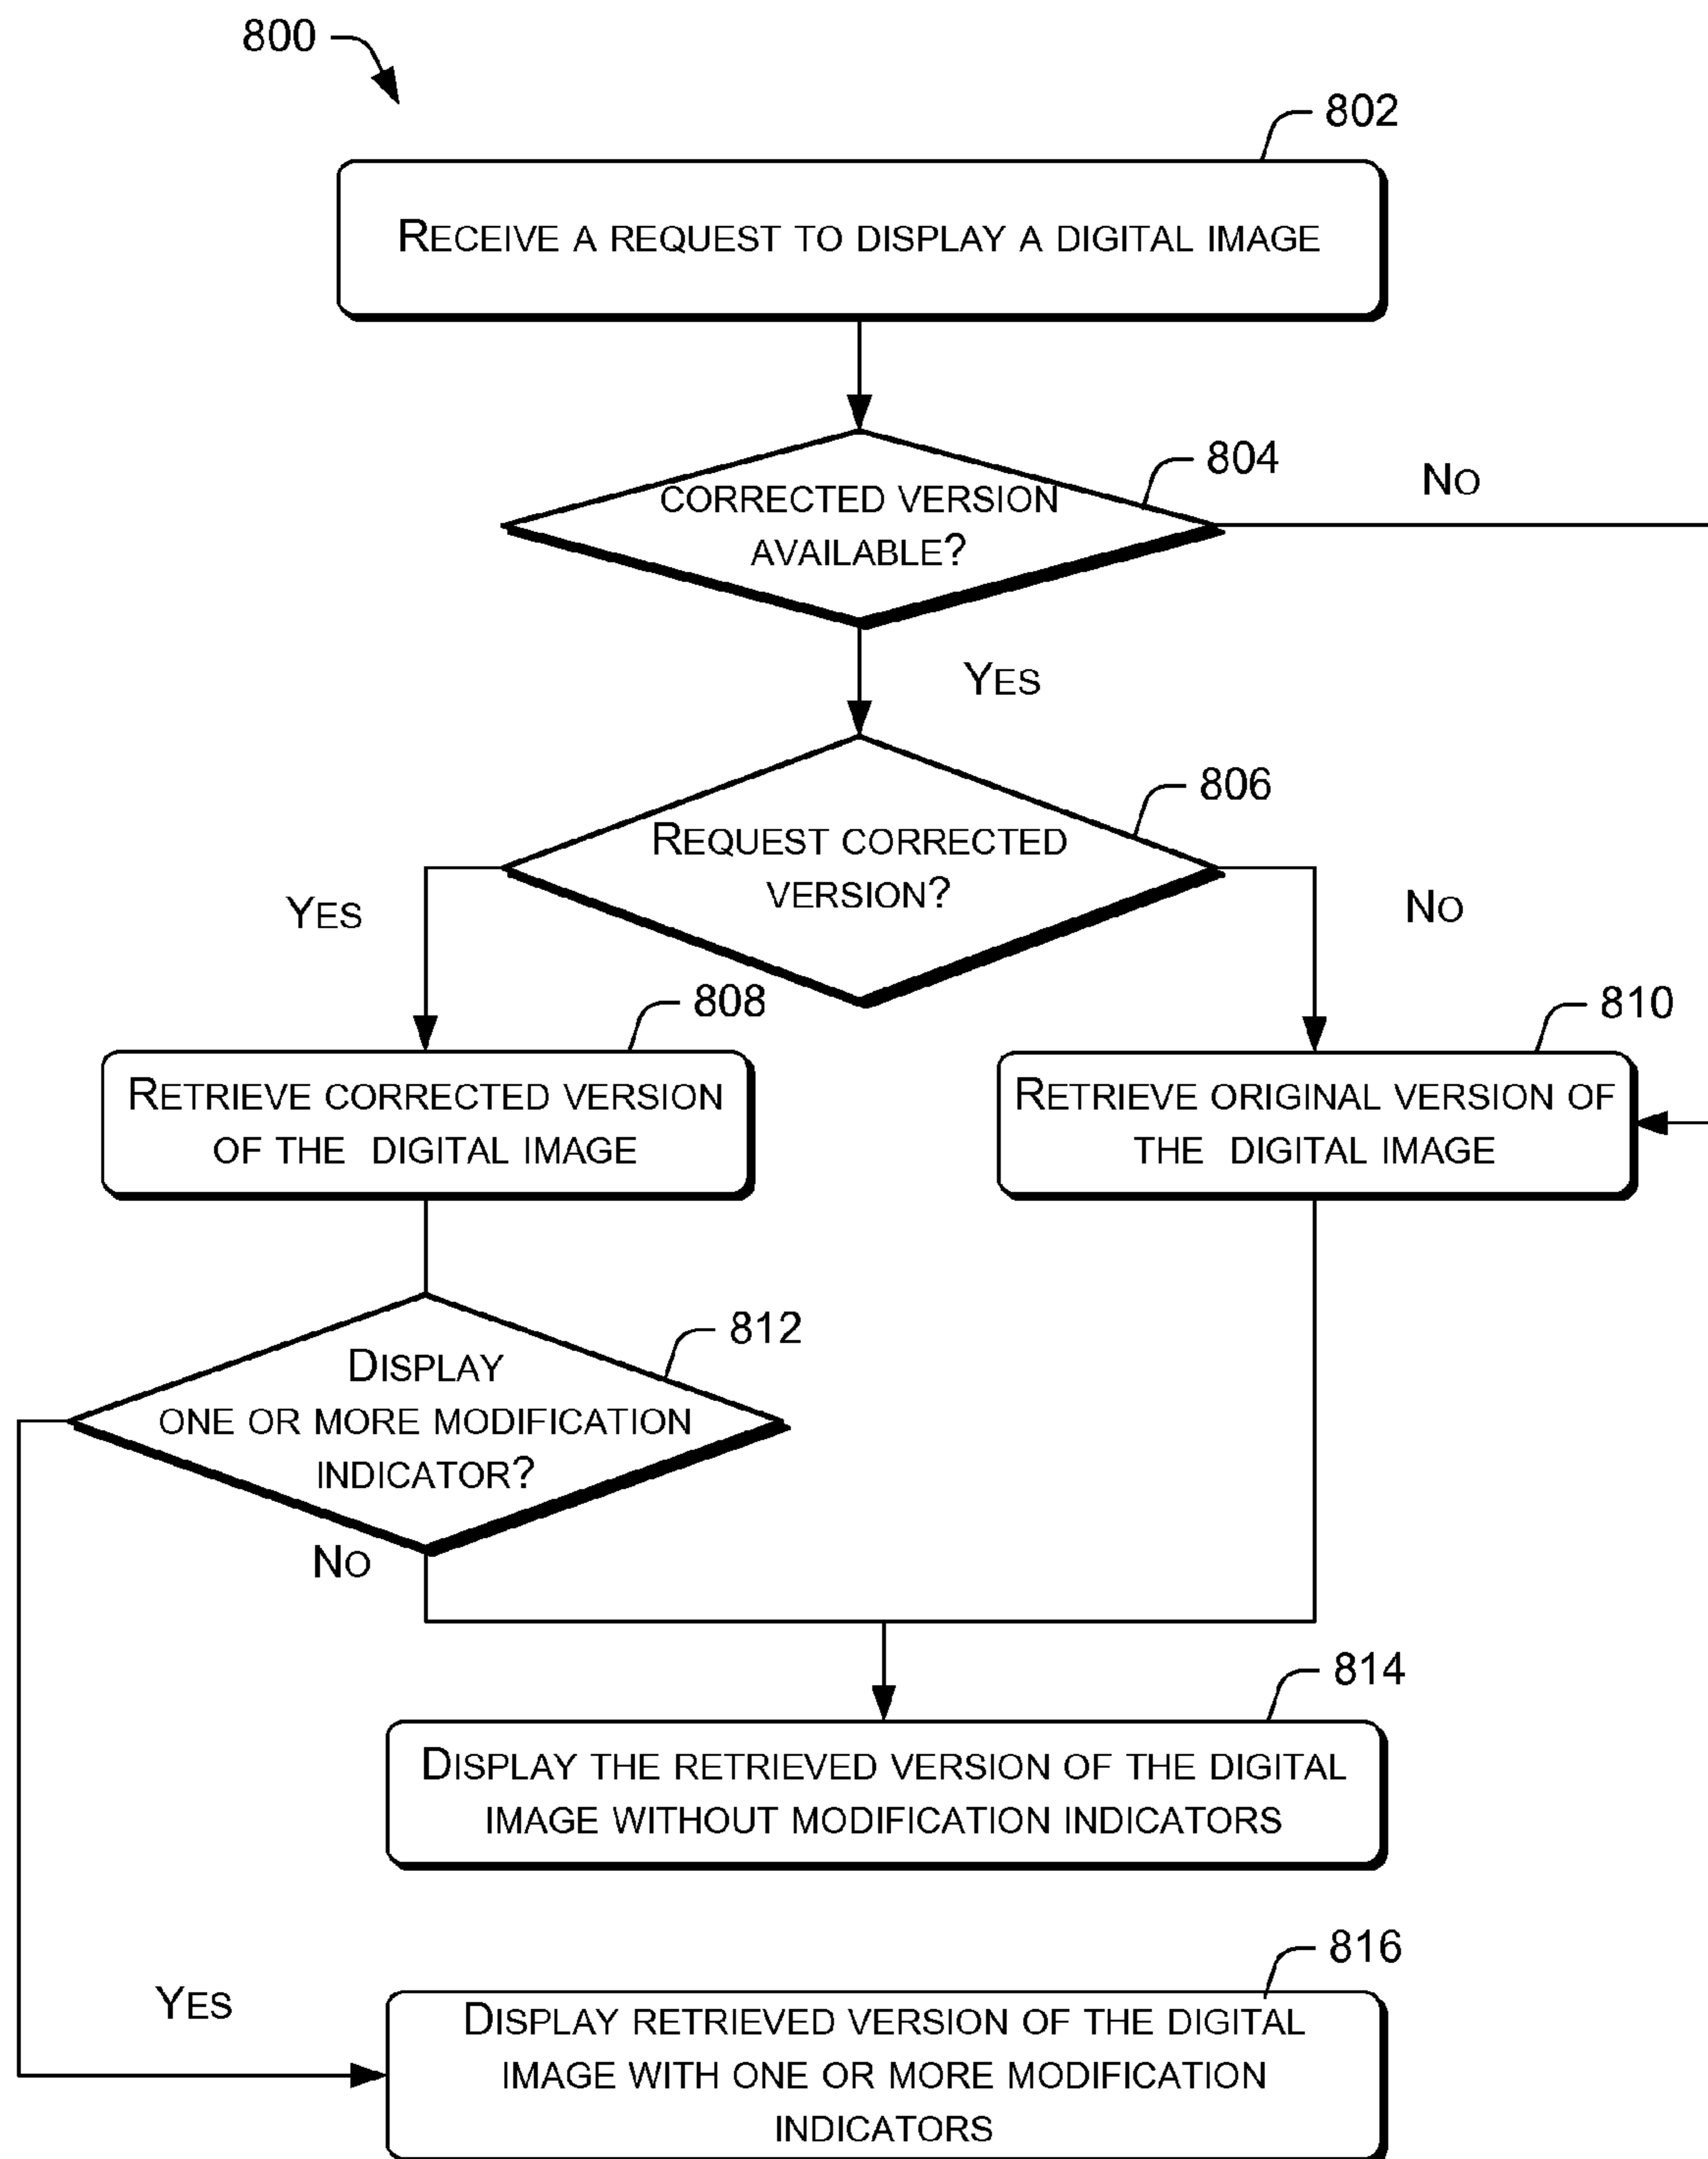 800
802
RECEIVE A REQUEST TO DISPLAY A DIGITAL IMAGE
804
NO
CORRECTED VERSION
AVAILABLE?
YES
806
REQUEST CORRECTED
VERSION?
YES
NO
808
810
RETRIEVE CORRECTED VERSION
OF THE DIGITAL IMAGE
RETRIEVE ORIGINAL VERSION OF
THE DIGITAL IMAGE
812
DISPLAY
ONE OR MORE MODIFICATION
INDICATOR?
NO
814
DISPLAY THE RETRIEVED VERSION OF THE DIGITAL
IMAGE WITHOUT MODIFICATION INDICATORS
816
YES
DISPLAY RETRIEVED VERSION OF THE DIGITAL
IMAGE WITH ONE OR MORE MODIFICATION
INDICATORS